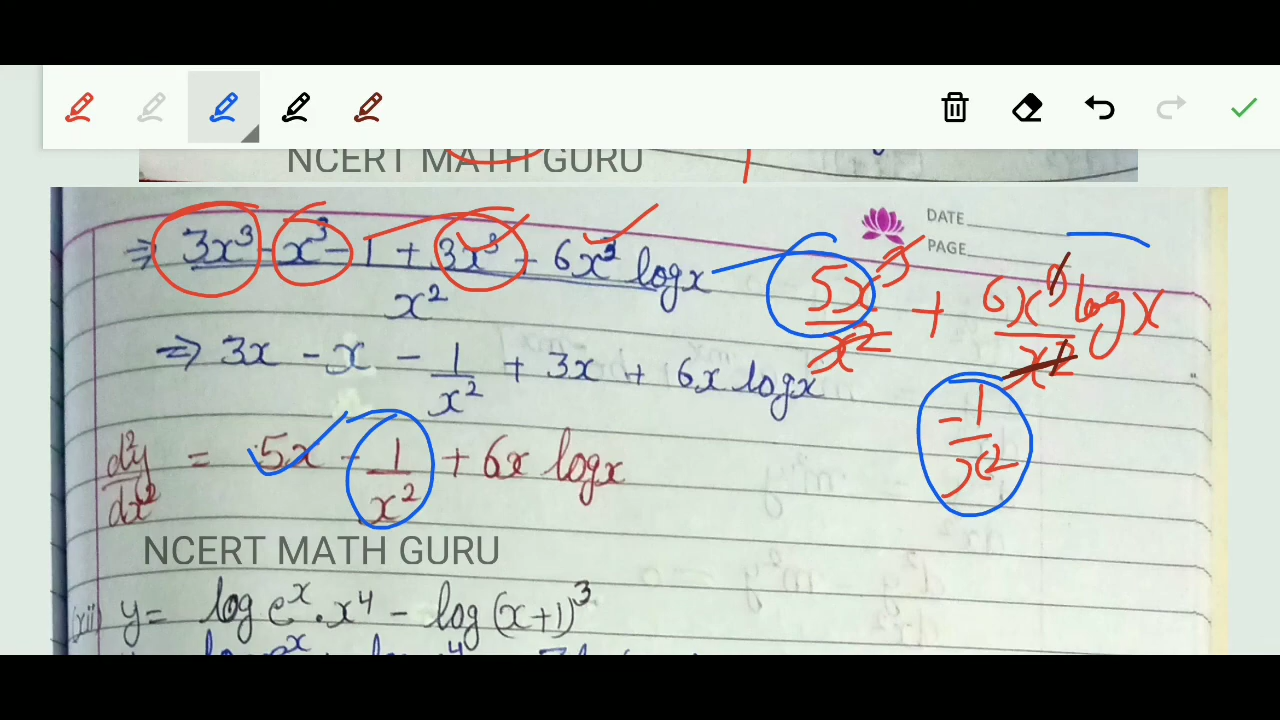 NCERT MATH GURU
DATE
PAGE
⇒ 3x³ - x³ - 1 + 3x³ - 6x³ log x
x²
5x³/x² + 6x³ log x/x²
⇒ 3x - x - 1/x² + 3x + 6x log x
-1/x²
d²y/dx² = 5x - 1/x² + 6x log x
NCERT MATH GURU
(xii) y = log eˣ . x⁴ - log (x+1)³